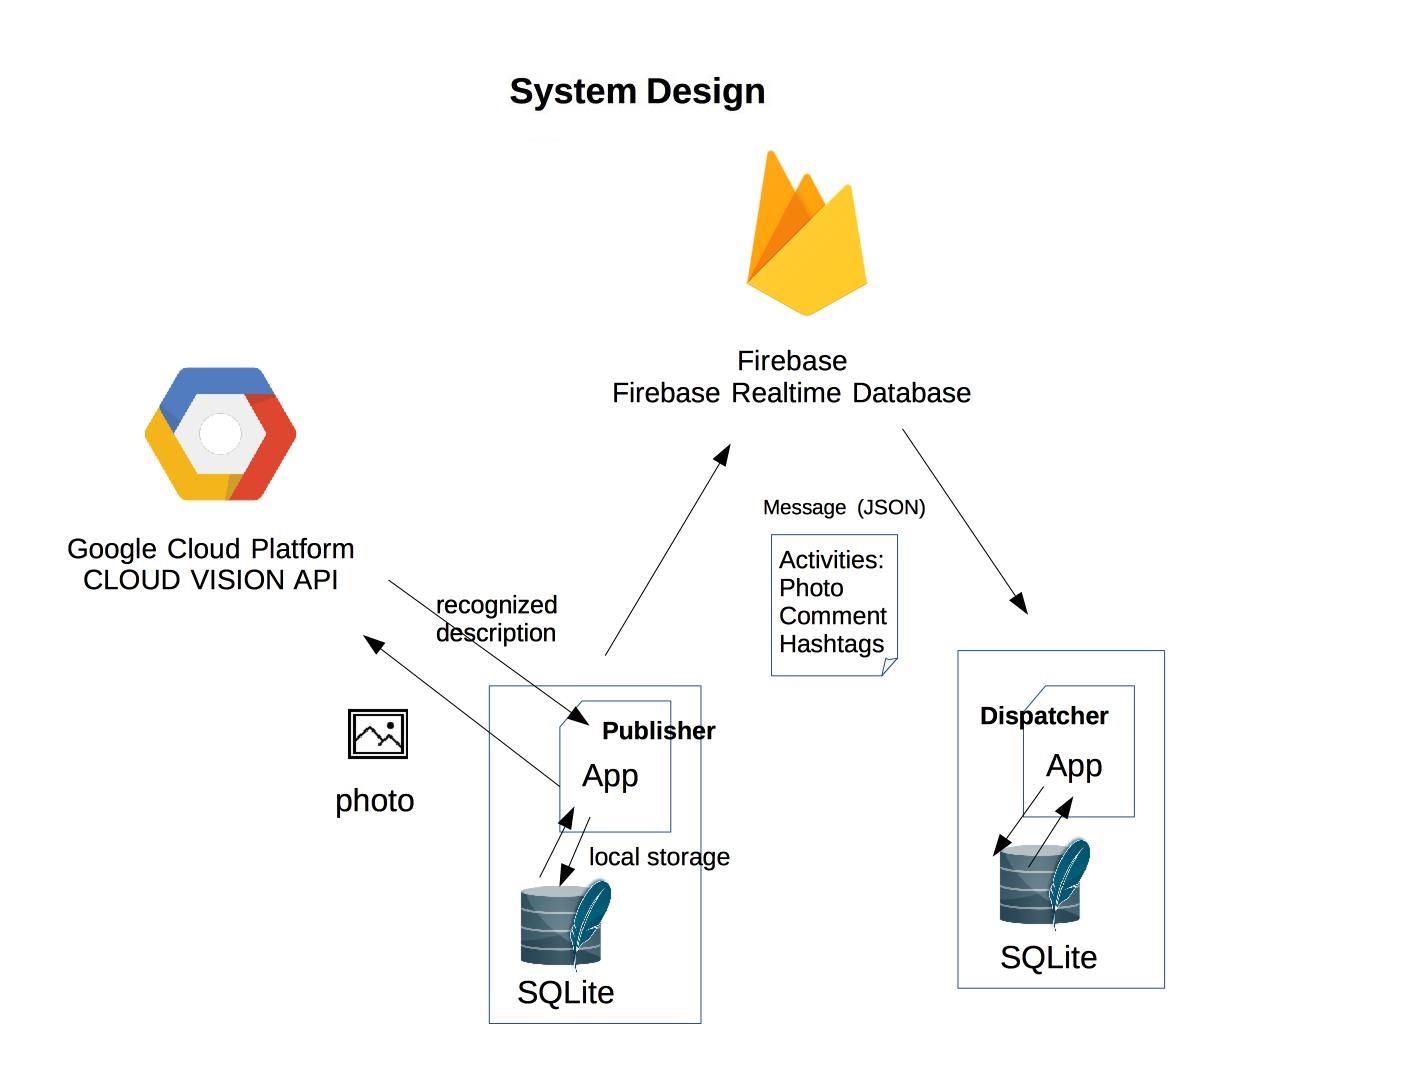 System Design
Firebase
Firebase Realtime Database
Message (JSON)
Activities:
Photo
Comment
Hashtags
Google Cloud Platform
CLOUD VISION API
recognized
description
photo
Publisher
App
local storage
SQLite
Dispatcher
App
SQLite